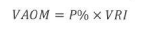 VAOM = P% × VRI